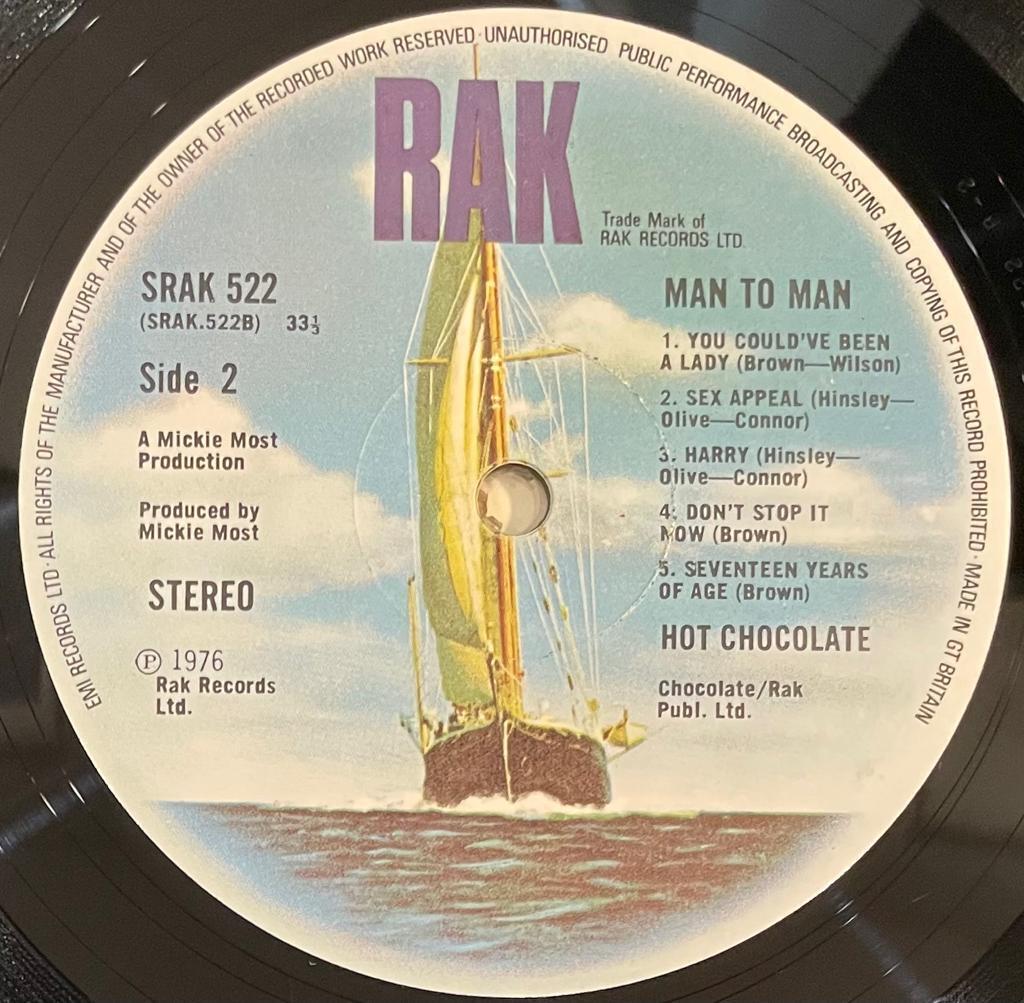 EMI RECORDS LTD · ALL RIGHTS OF THE MANUFACTURER AND OF THE OWNER OF THE RECORDED WORK RESERVED · UNAUTHORISED PUBLIC PERFORMANCE BROADCASTING AND COPYING OF THIS RECORD PROHIBITED · MADE IN GT BRITAIN
RAK
Trade Mark of
RAK RECORDS LTD.
SRAK 522
(SRAK.522B) 33⅓
Side 2
A Mickie Most
Production
Produced by
Mickie Most
STEREO
℗ 1976
Rak Records
Ltd.
MAN TO MAN
1. YOU COULD'VE BEEN
A LADY (Brown—Wilson)
2. SEX APPEAL (Hinsley—
Olive—Connor)
3. HARRY (Hinsley—
Olive—Connor)
4. DON'T STOP IT
NOW (Brown)
5. SEVENTEEN YEARS
OF AGE (Brown)
HOT CHOCOLATE
Chocolate/Rak
Publ. Ltd.